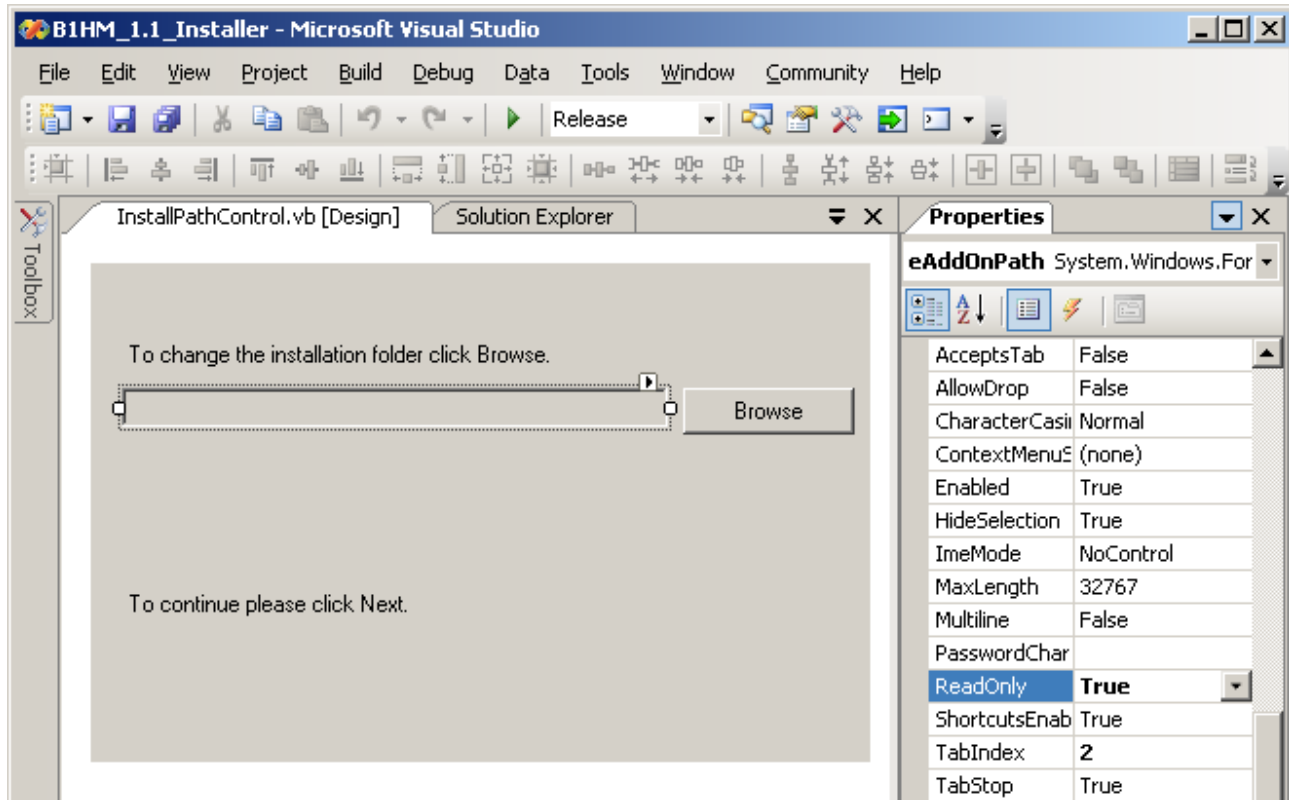 B1HM_1.1_Installer - Microsoft Visual Studio
File Edit View Project Build Debug Data Tools Window Community Help
Release
Toolbox
InstallPathControl.vb [Design] Solution Explorer
To change the installation folder click Browse.
Browse
To continue please click Next.
Properties
eAddOnPath System.Windows.For
AcceptsTab False
AllowDrop False
CharacterCasi Normal
ContextMenuS (none)
Enabled True
HideSelection True
ImeMode NoControl
MaxLength 32767
Multiline False
PasswordChar
ReadOnly True
ShortcutsEnab True
TabIndex 2
TabStop True